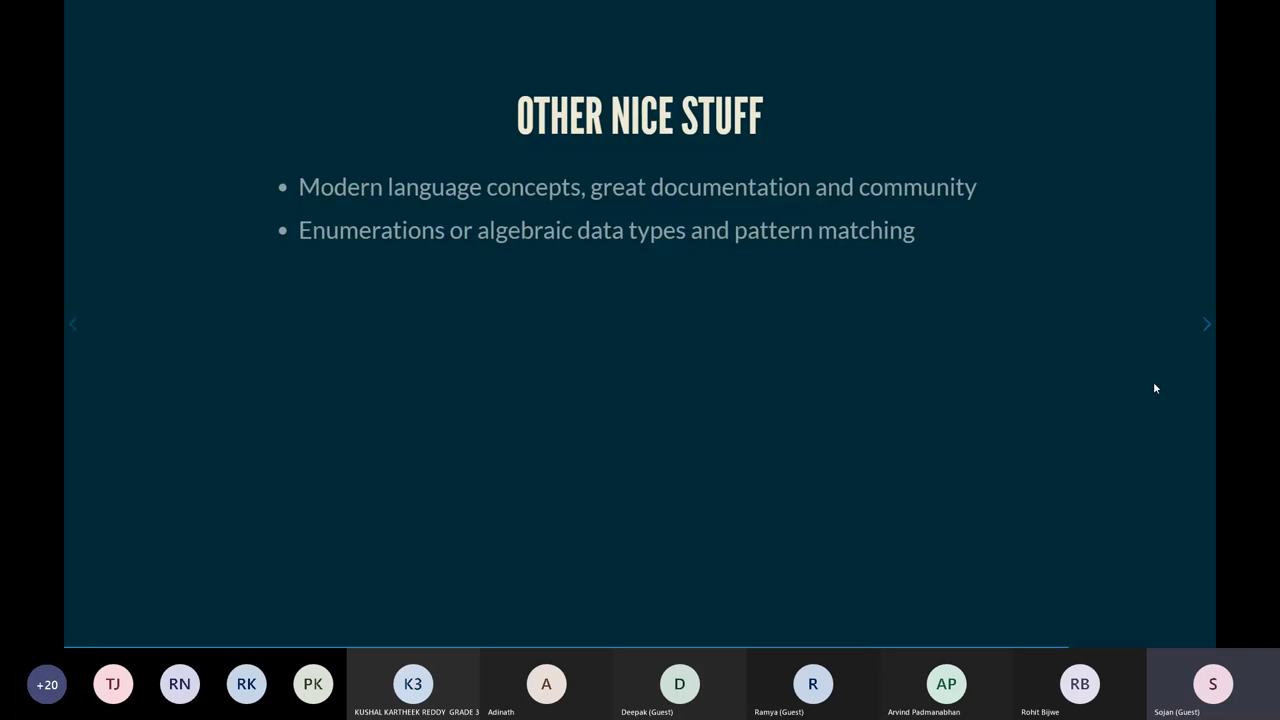 OTHER NICE STUFF
Modern language concepts, great documentation and community
Enumerations or algebraic data types and pattern matching
+20
TJ
RN
RK
PK
K3
A
D
R
AP
RB
S
KUSHAL KARTHEEK REDDY GRADE 3
Adinath
Deepak (Guest)
Ramya (Guest)
Arvind Padmanabhan
Rohit Bijwe
Sojan (Guest)